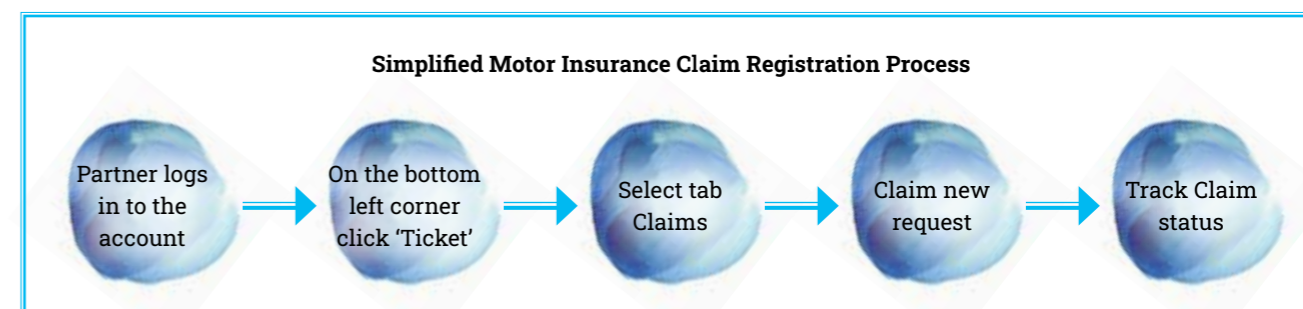 Simplified Motor Insurance Claim Registration Process
Partner logs
in to the
account
On the bottom
left corner
click ‘Ticket’
Select tab
Claims
Claim new
request
Track Claim
status